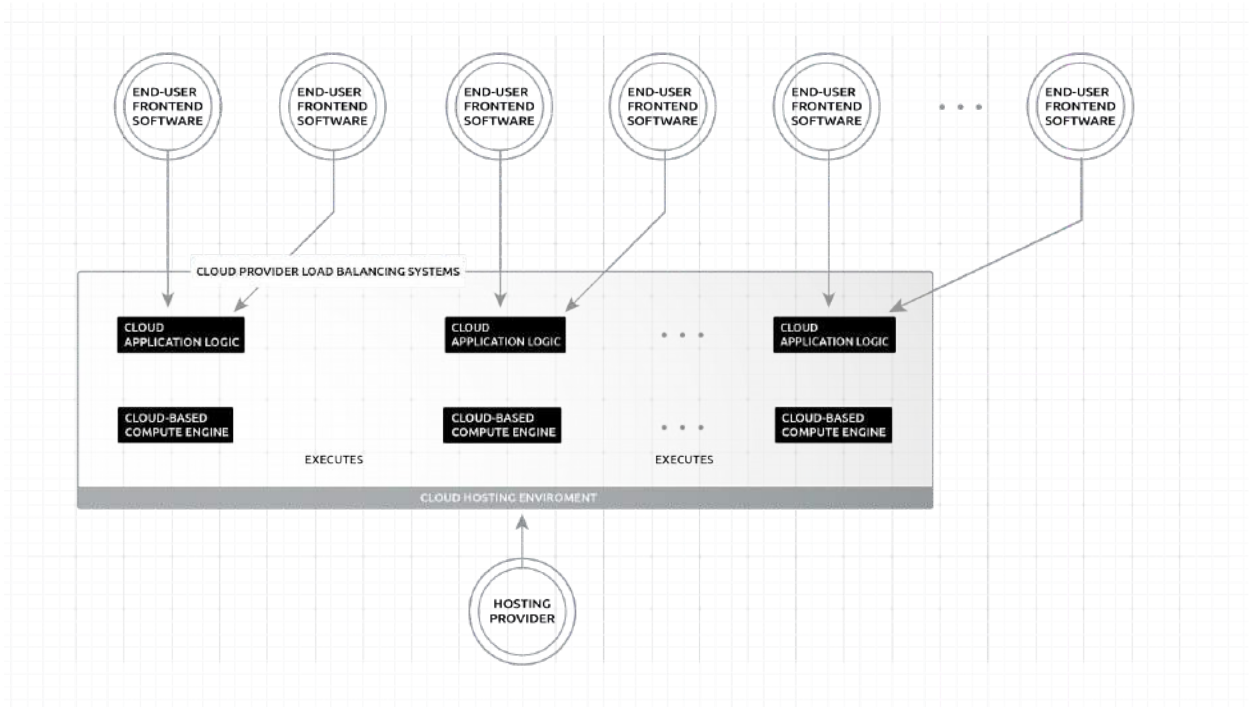 END-USER
FRONTEND
SOFTWARE
END-USER
FRONTEND
SOFTWARE
END-USER
FRONTEND
SOFTWARE
END-USER
FRONTEND
SOFTWARE
END-USER
FRONTEND
SOFTWARE
END-USER
FRONTEND
SOFTWARE
CLOUD PROVIDER LOAD BALANCING SYSTEMS
CLOUD
APPLICATION LOGIC
CLOUD
APPLICATION LOGIC
CLOUD
APPLICATION LOGIC
CLOUD-BASED
COMPUTE ENGINE
CLOUD-BASED
COMPUTE ENGINE
CLOUD-BASED
COMPUTE ENGINE
EXECUTES
EXECUTES
CLOUD HOSTING ENVIROMENT
HOSTING
PROVIDER